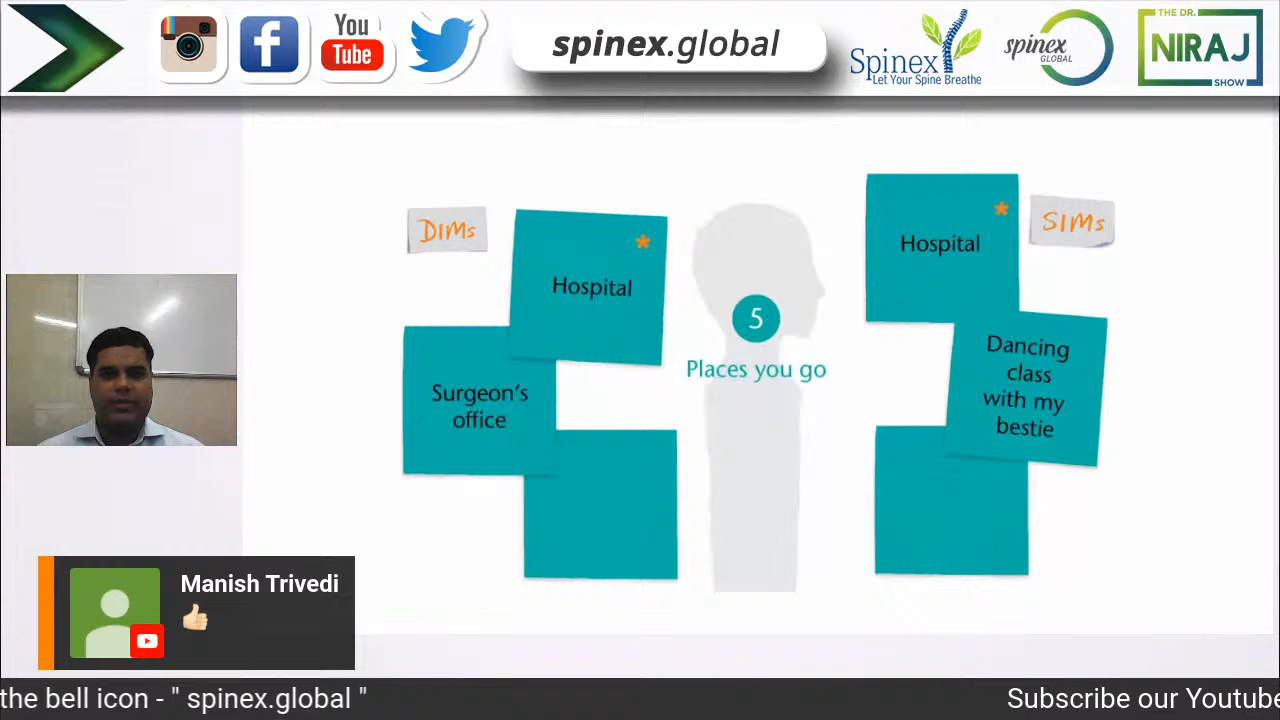 You
Tube
spinex.global
Spinex
Let Your Spine Breathe
spinex
GLOBAL
THE DR.
NIRAJ
SHOW
DIMs
Hospital
*
Surgeon's
office
5
Places you go
Hospital
*
SIMs
Dancing
class
with my
bestie
Manish Trivedi
the bell icon - " spinex.global "
Subscribe our Youtube